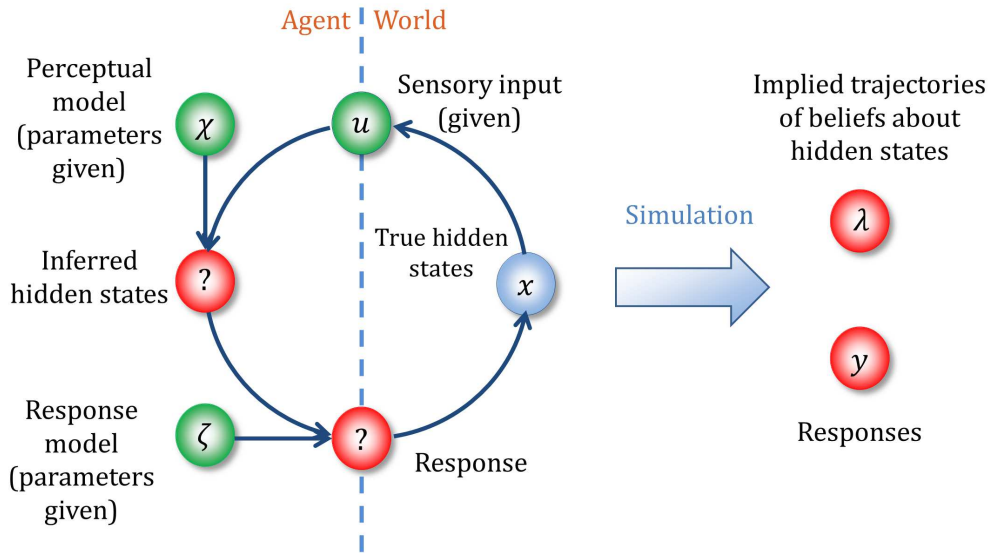 Agent World
Perceptual
model
(parameters
given)
χ
u
Sensory input
(given)
Inferred
hidden states
?
True hidden
states
x
Response
model
(parameters
given)
ζ
?
Response
Simulation
Implied trajectories
of beliefs about
hidden states
λ
y
Responses